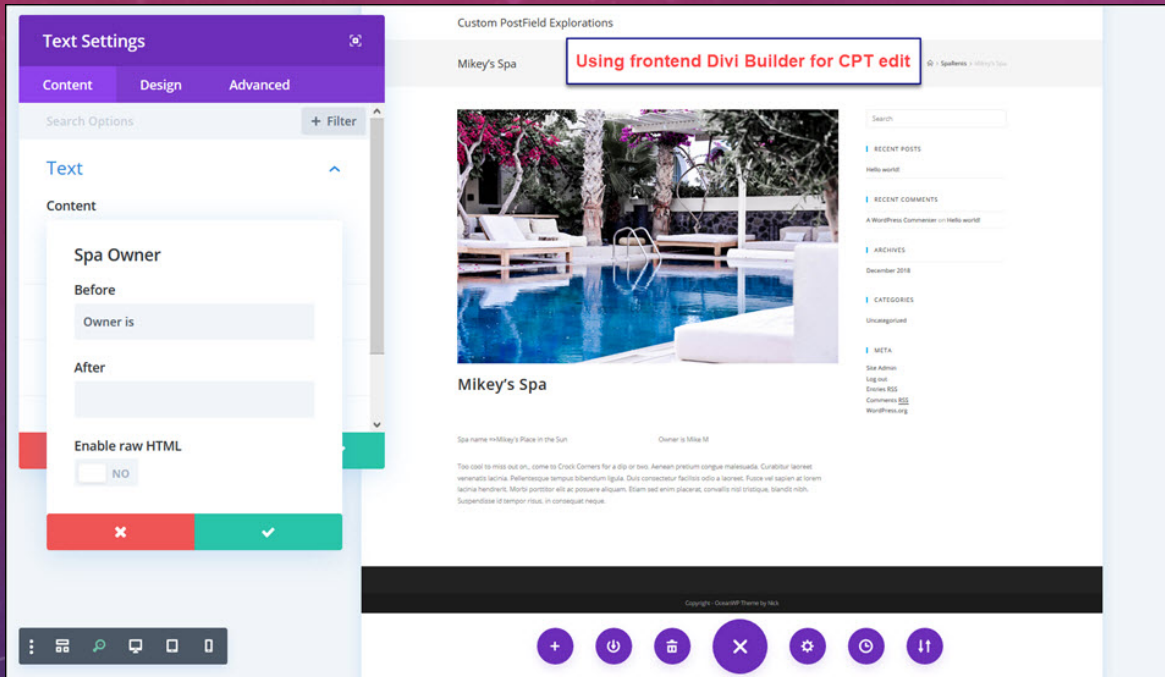 Text Settings
Content Design Advanced
Search Options + Filter
Text
Content
Spa Owner
Before
Owner is
After
Enable raw HTML
NO
Custom PostField Explorations
Mikey's Spa
Using frontend Divi Builder for CPT edit
> Spa Rentals > Mikey's Spa
Mikey's Spa
Spa name =>Mikey's Place in the Sun Owner is Mike M
Too cool to miss out on,, come to Crock Corners for a dip or two. Aenean pretium congue malesuada. Curabitur laoreet
venenatis lacinia. Pellentesque tempus bibendum ligula. Duis consectetur facilisis odio a laoreet. Fusce vel sapien at lorem
lacinia hendrerit. Morbi porttitor elit ac posuere aliquam. Etiam sed enim placerat, convallis nisl tristique, blandit nibh.
Suspendisse id tempor risus, in consequat neque.
Search
RECENT POSTS
Hello world!
RECENT COMMENTS
A WordPress Commenter on Hello world!
ARCHIVES
December 2018
CATEGORIES
Uncategorized
META
Site Admin
Log out
Entries RSS
Comments RSS
WordPress.org
Copyright - OceanWP Theme by Nick